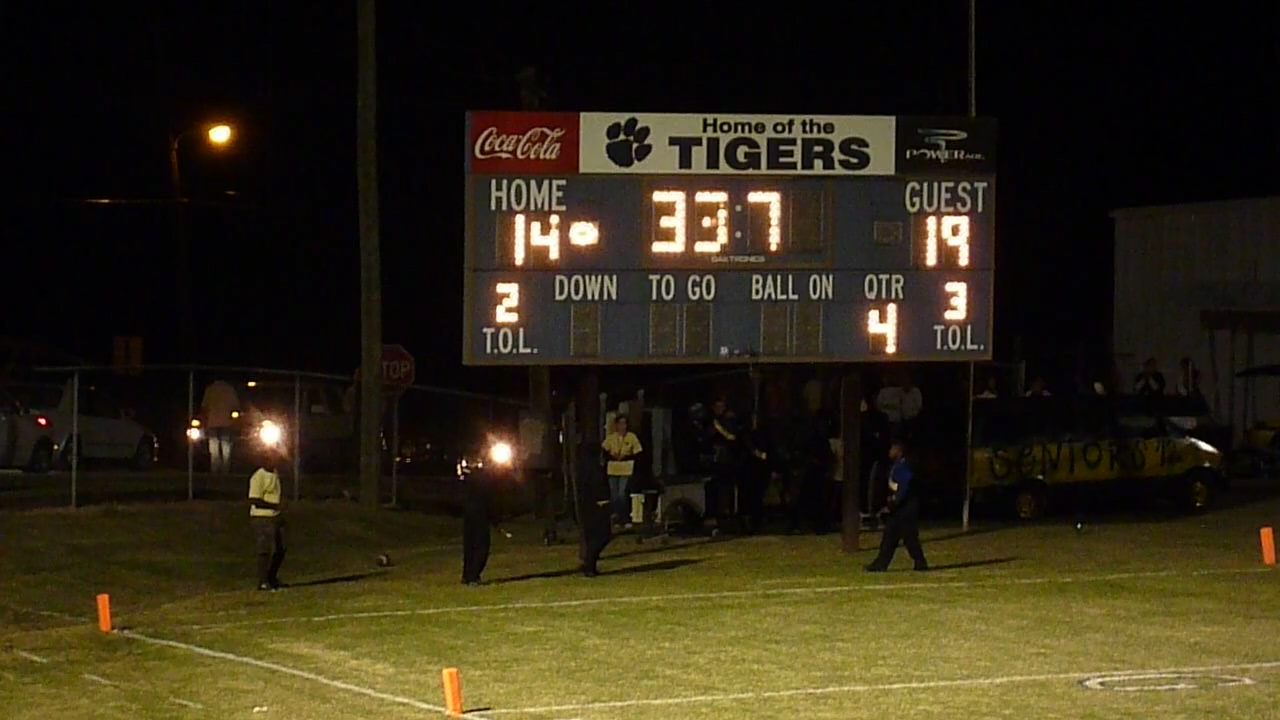 Coca-Cola
Home of the
TIGERS
POWERADE
HOME
33:7
GUEST
14
19
DAKTRONICS
DOWN
TO GO
BALL ON
QTR
2
4
3
T.O.L.
T.O.L.
STOP
SENIORS